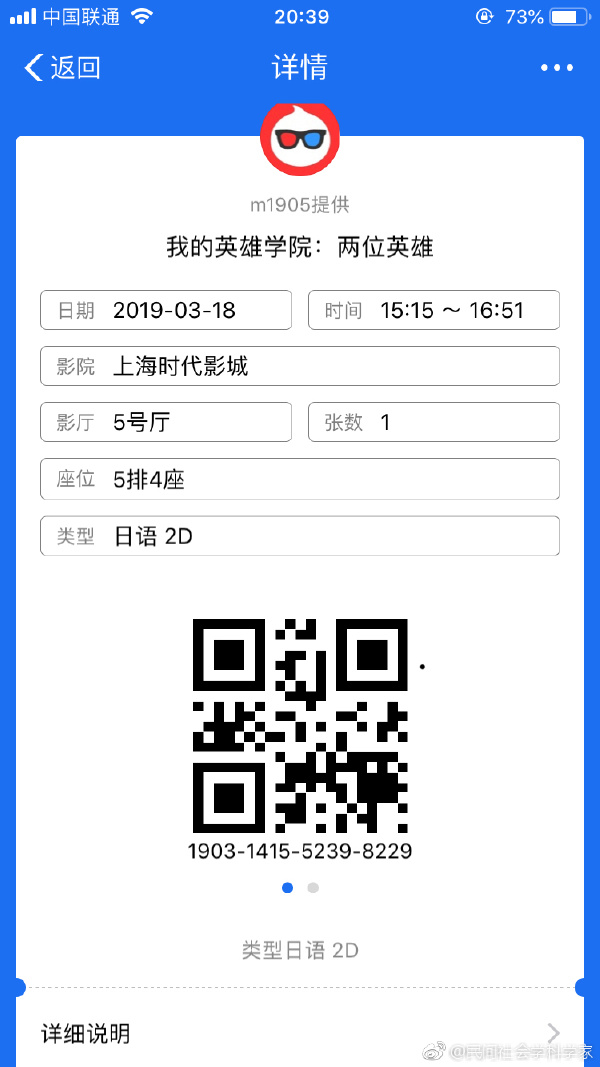 中国联通 20:39 73%
返回 详情
m1905提供
我的英雄学院：两位英雄
日期 2019-03-18 时间 15:15 ～ 16:51
影院 上海时代影城
影厅 5号厅 张数 1
座位 5排4座
类型 日语 2D
1903-1415-5239-8229
类型日语 2D
详细说明
@民间社会学科学家